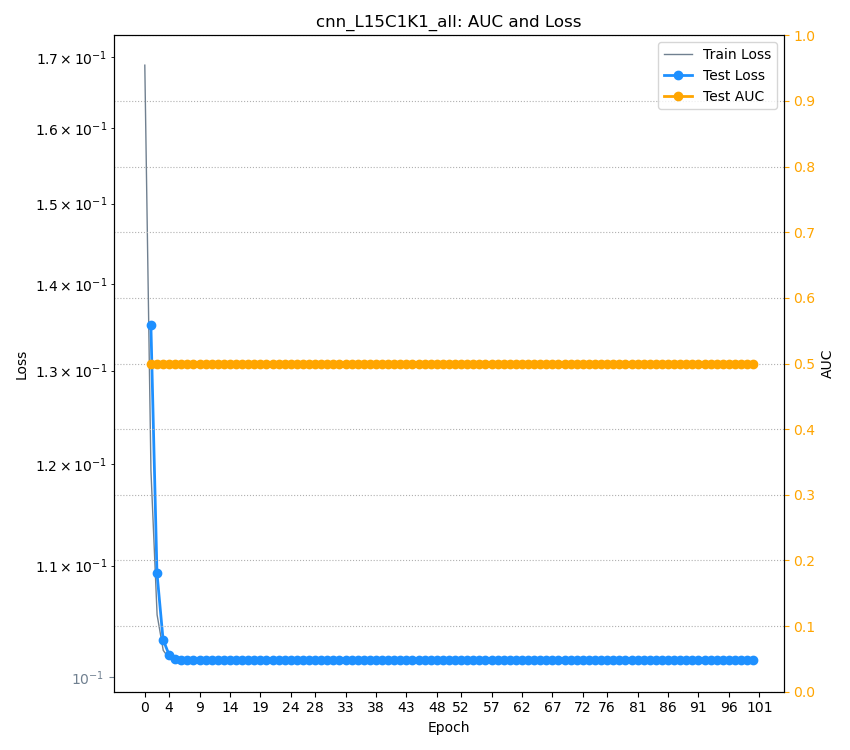 cnn_L15C1K1_all: AUC and Loss
Train Loss
Test Loss
Test AUC
1.7 × 10⁻¹
1.6 × 10⁻¹
1.5 × 10⁻¹
1.4 × 10⁻¹
1.3 × 10⁻¹
1.2 × 10⁻¹
1.1 × 10⁻¹
10⁻¹
Loss
1.0
0.9
0.8
0.7
0.6
0.5
0.4
0.3
0.2
0.1
0.0
AUC
0 4 9 14 19 24 28 33 38 43 48 52 57 62 67 72 76 81 86 91 96 101
Epoch